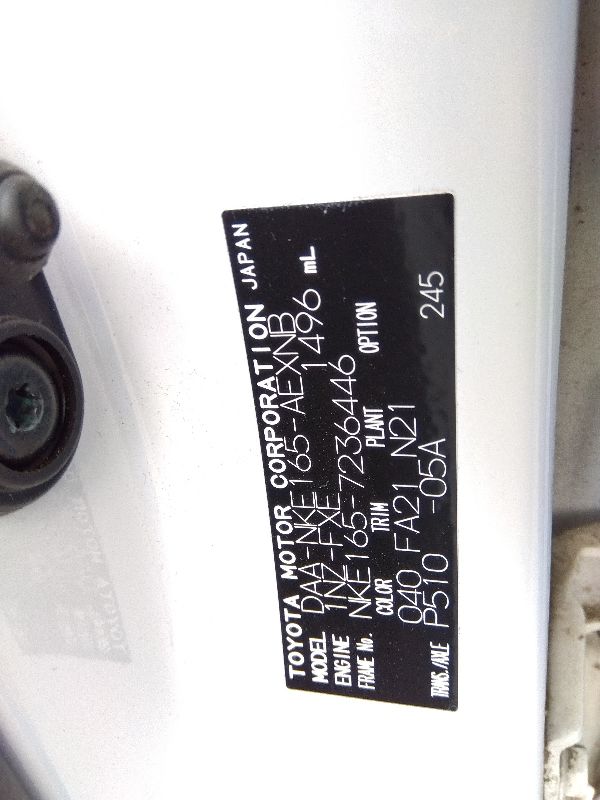 TOYOTA MOTOR CORPORATION JAPAN
MODEL DAA-NKE165-AEXNB
ENGINE 1NZ-FXE 1496 mL
FRAME No. NKE165-7236446
COLOR TRIM PLANT OPTION
040 FA21 N21
TRANS./AXLE P510 -05A 245